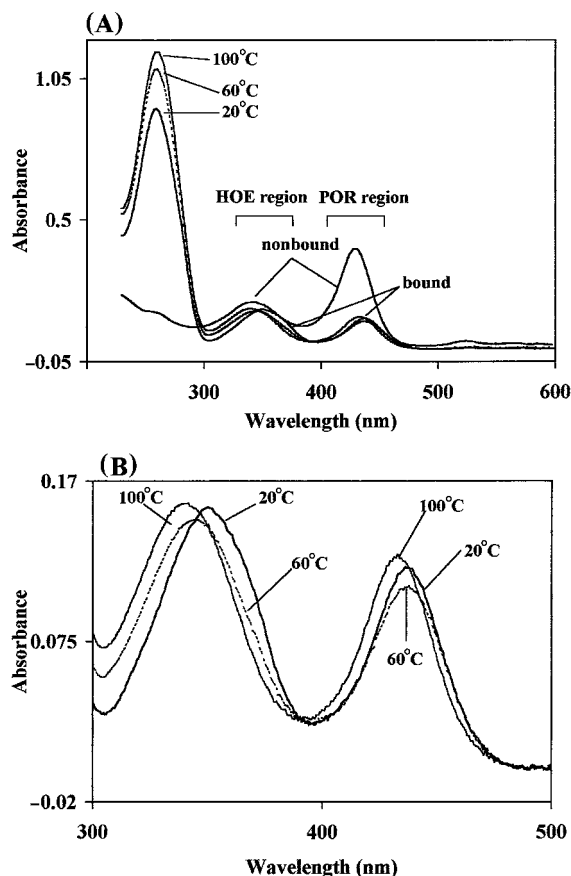 (A)
100°C
1.05
60°C
20°C
HOE region
POR region
0.5
nonbound
bound
Absorbance
-0.05
300
400
500
600
Wavelength (nm)
(B)
0.17
100°C
20°C
100°C
20°C
60°C
0.075
60°C
Absorbance
−0.02
300
400
500
Wavelength (nm)